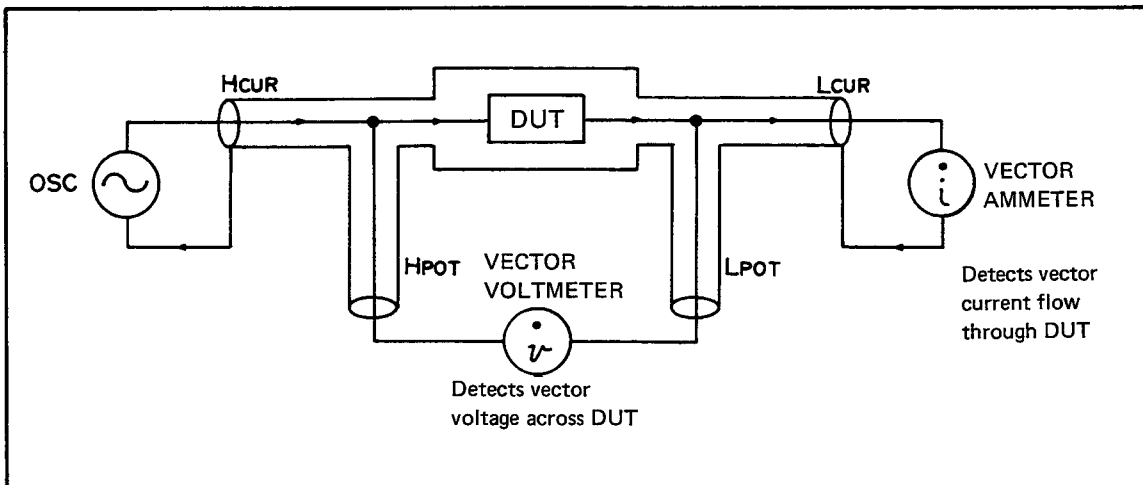 HCUR
LCUR
DUT
OSC
i
VECTOR
AMMETER
HPOT
VECTOR
VOLTMETER
LPOT
Detects vector
current flow
through DUT
v
Detects vector
voltage across DUT